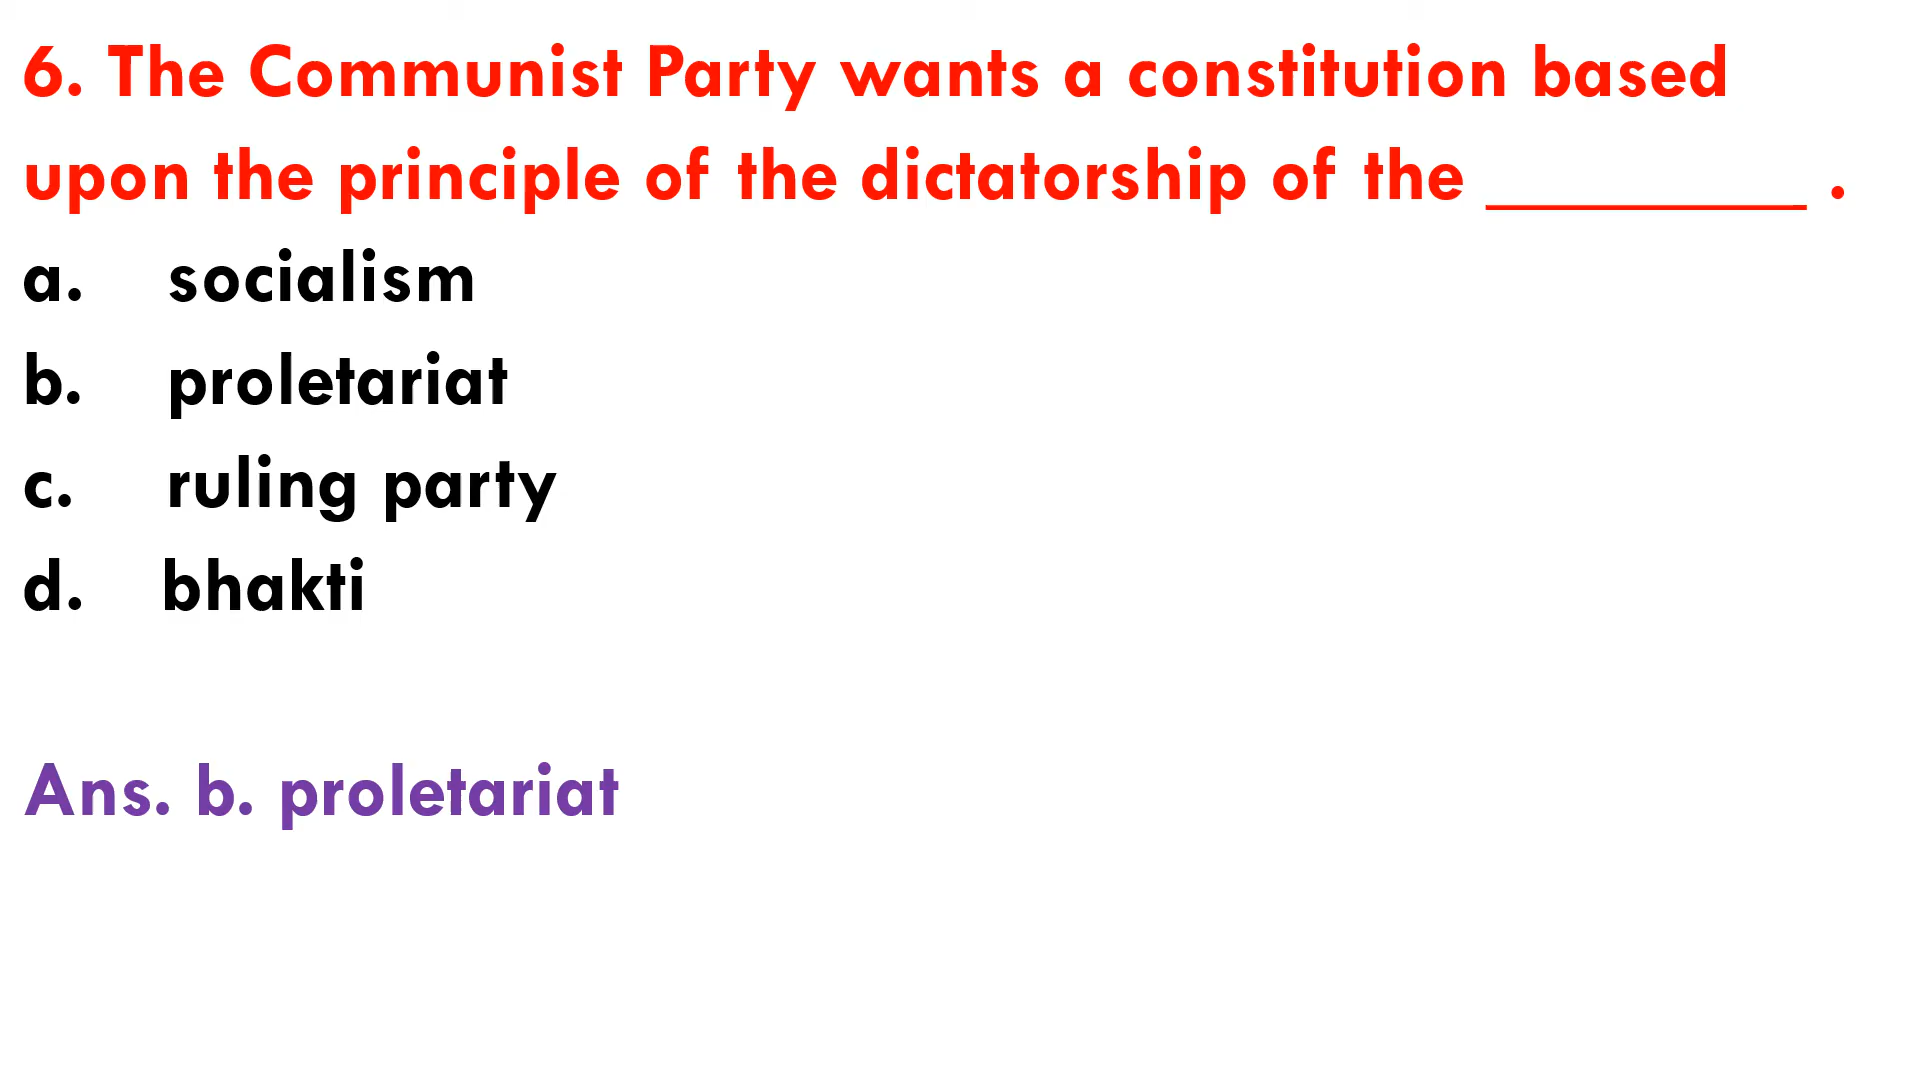 6. The Communist Party wants a constitution based
upon the principle of the dictatorship of the _________ .
a. socialism
b. proletariat
c. ruling party
d. bhakti
Ans. b. proletariat